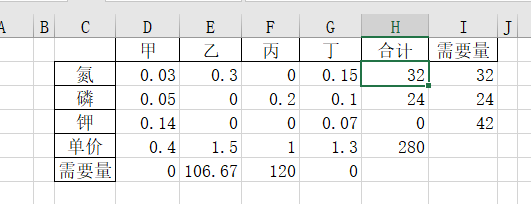 A B C D E F G H I J
甲 乙 丙 丁 合计 需要量
氮 0.03 0.3 0 0.15 32 32
磷 0.05 0 0.2 0.1 24 24
钾 0.14 0 0 0.07 0 42
单价 0.4 1.5 1 1.3 280
需要量 0 106.67 120 0